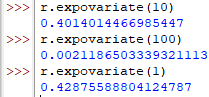 >>> r.expovariate(10)
0.4014014466985447
>>> r.expovariate(100)
0.0021186503339321113
>>> r.expovariate(1)
0.42875588804124787